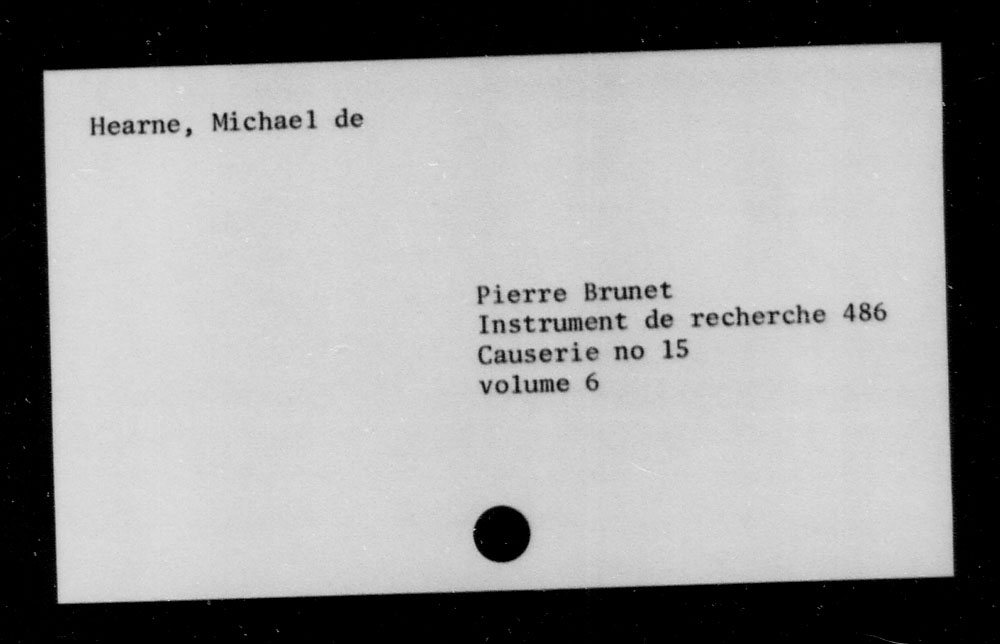 Hearne, Michael de
Pierre Brunet
Instrument de recherche 486
Causerie no 15
volume 6